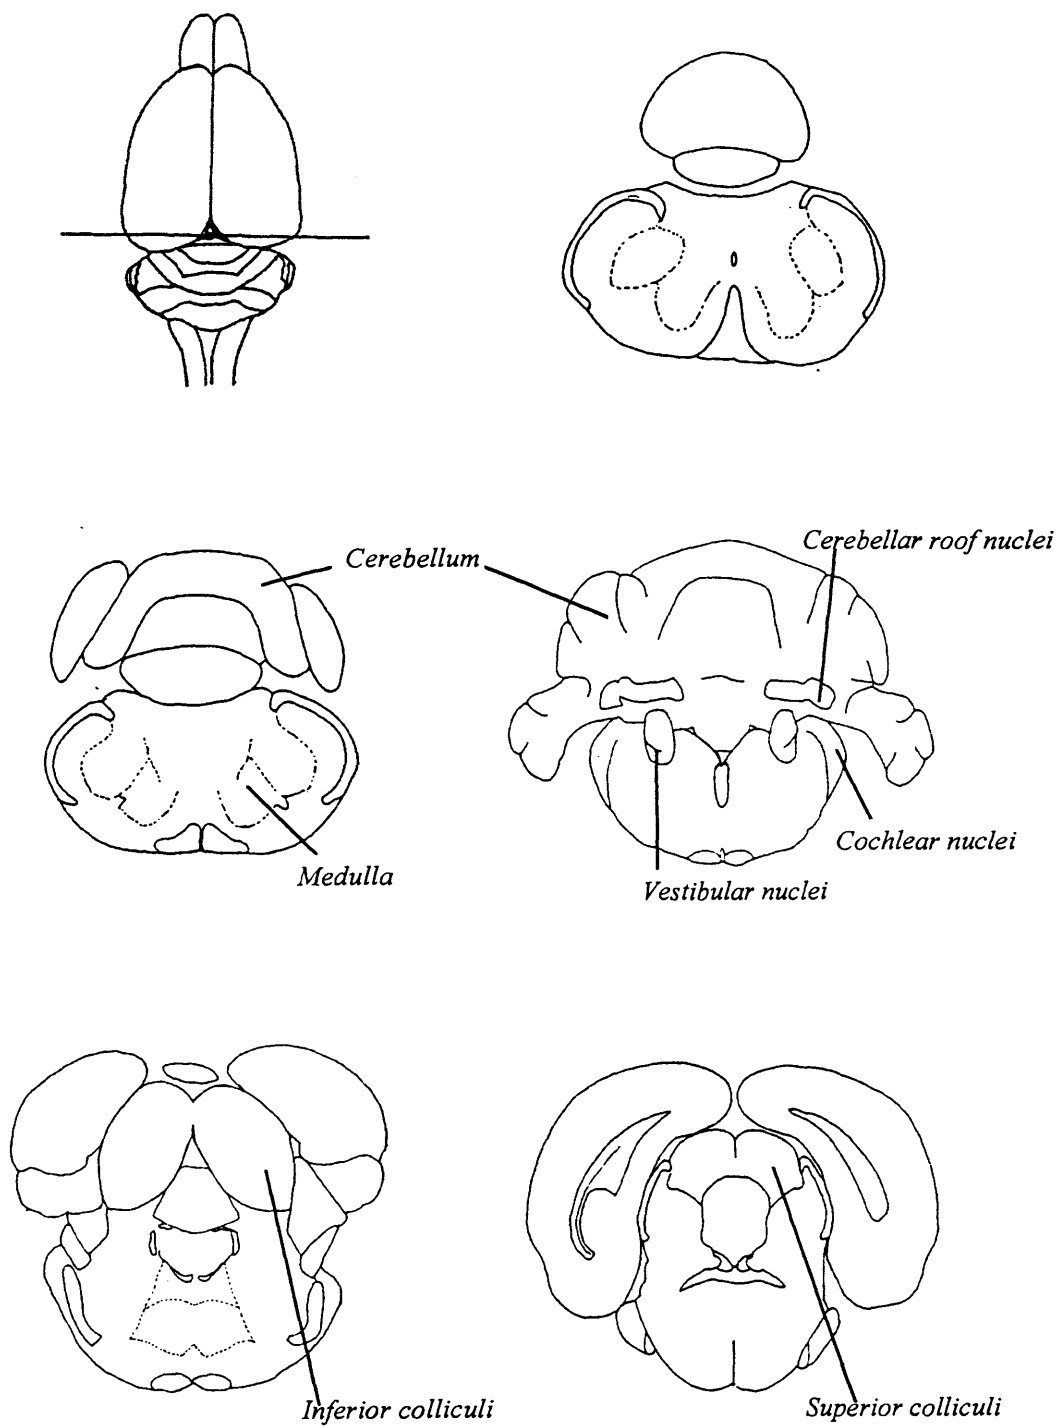 Cerebellar roof nuclei
Cerebellum
Cochlear nuclei
Medulla
Vestibular nuclei
Inferior colliculi
Superior colliculi